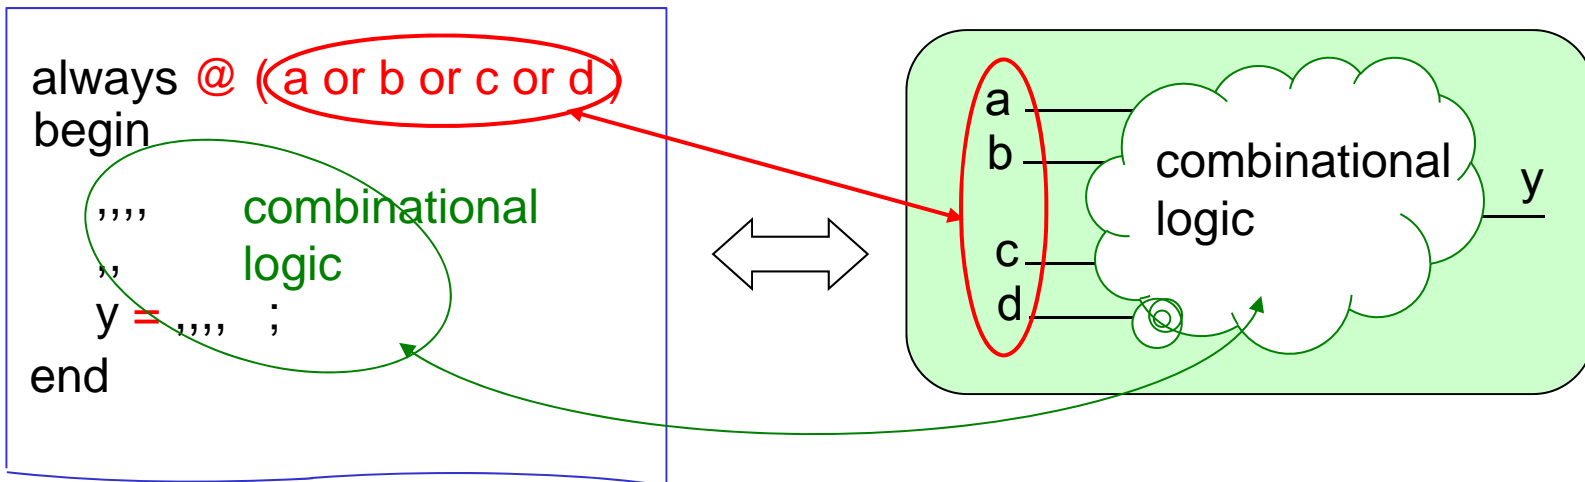 always @ ( a or b or c or d )
begin
,,,, combinational
,, logic
y = ,,,, ;
end
a
b
c
d
combinational
logic
y